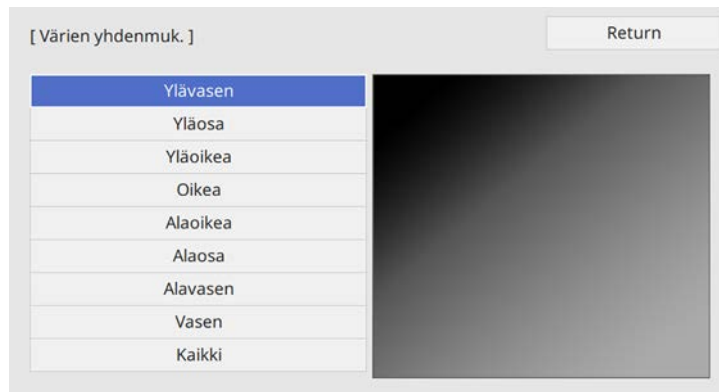 [ Värien yhdenmuk. ]
Return
Ylävasen
Yläosa
Yläoikea
Oikea
Alaoikea
Alaosa
Alavasen
Vasen
Kaikki